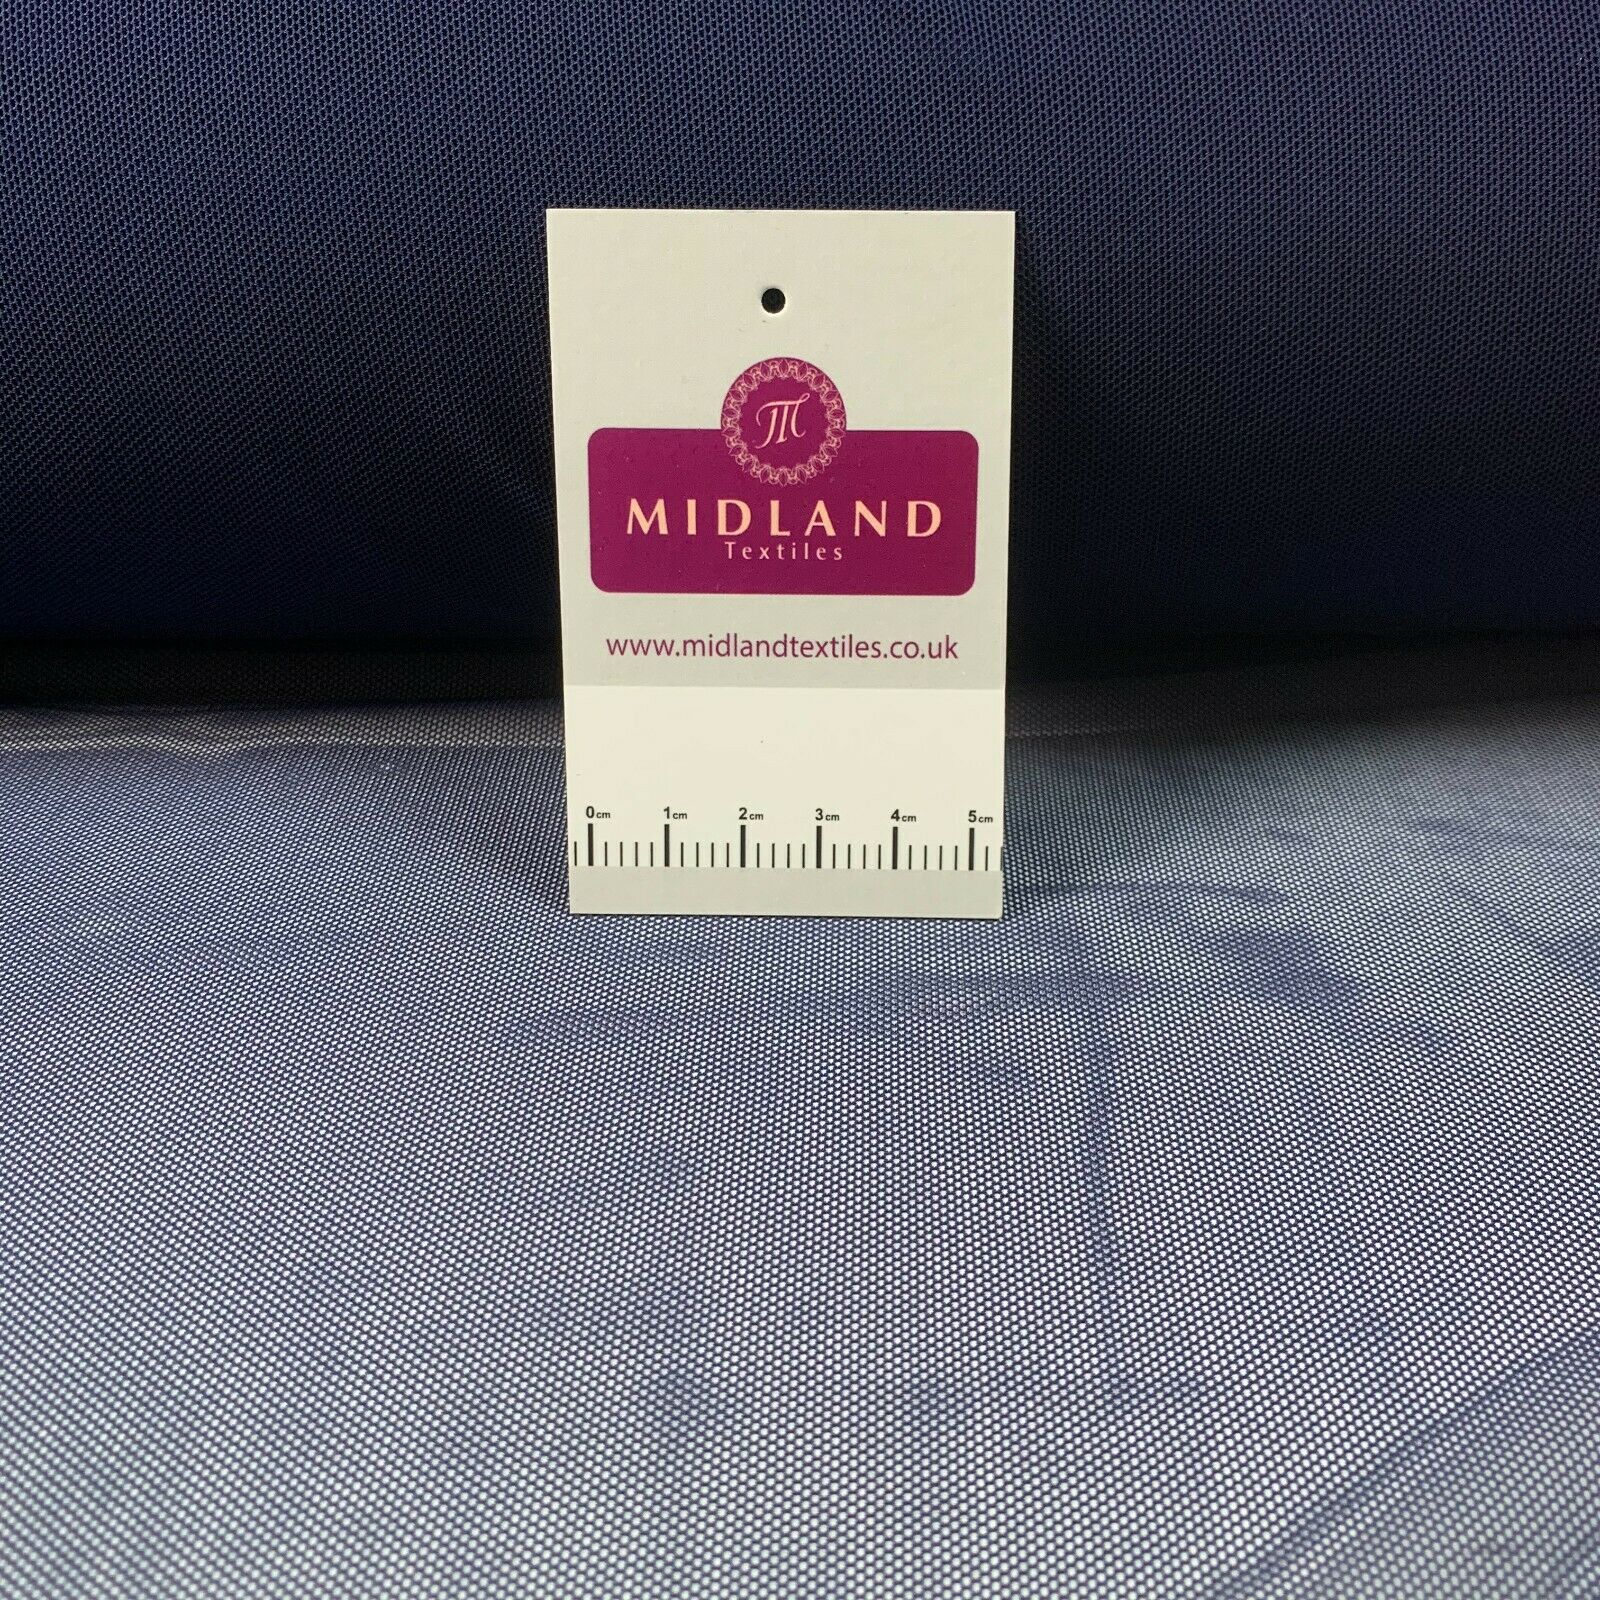 M
MIDLAND
Textiles
www.midlandtextiles.co.uk
0cm 1cm 2cm 3cm 4cm 5cm